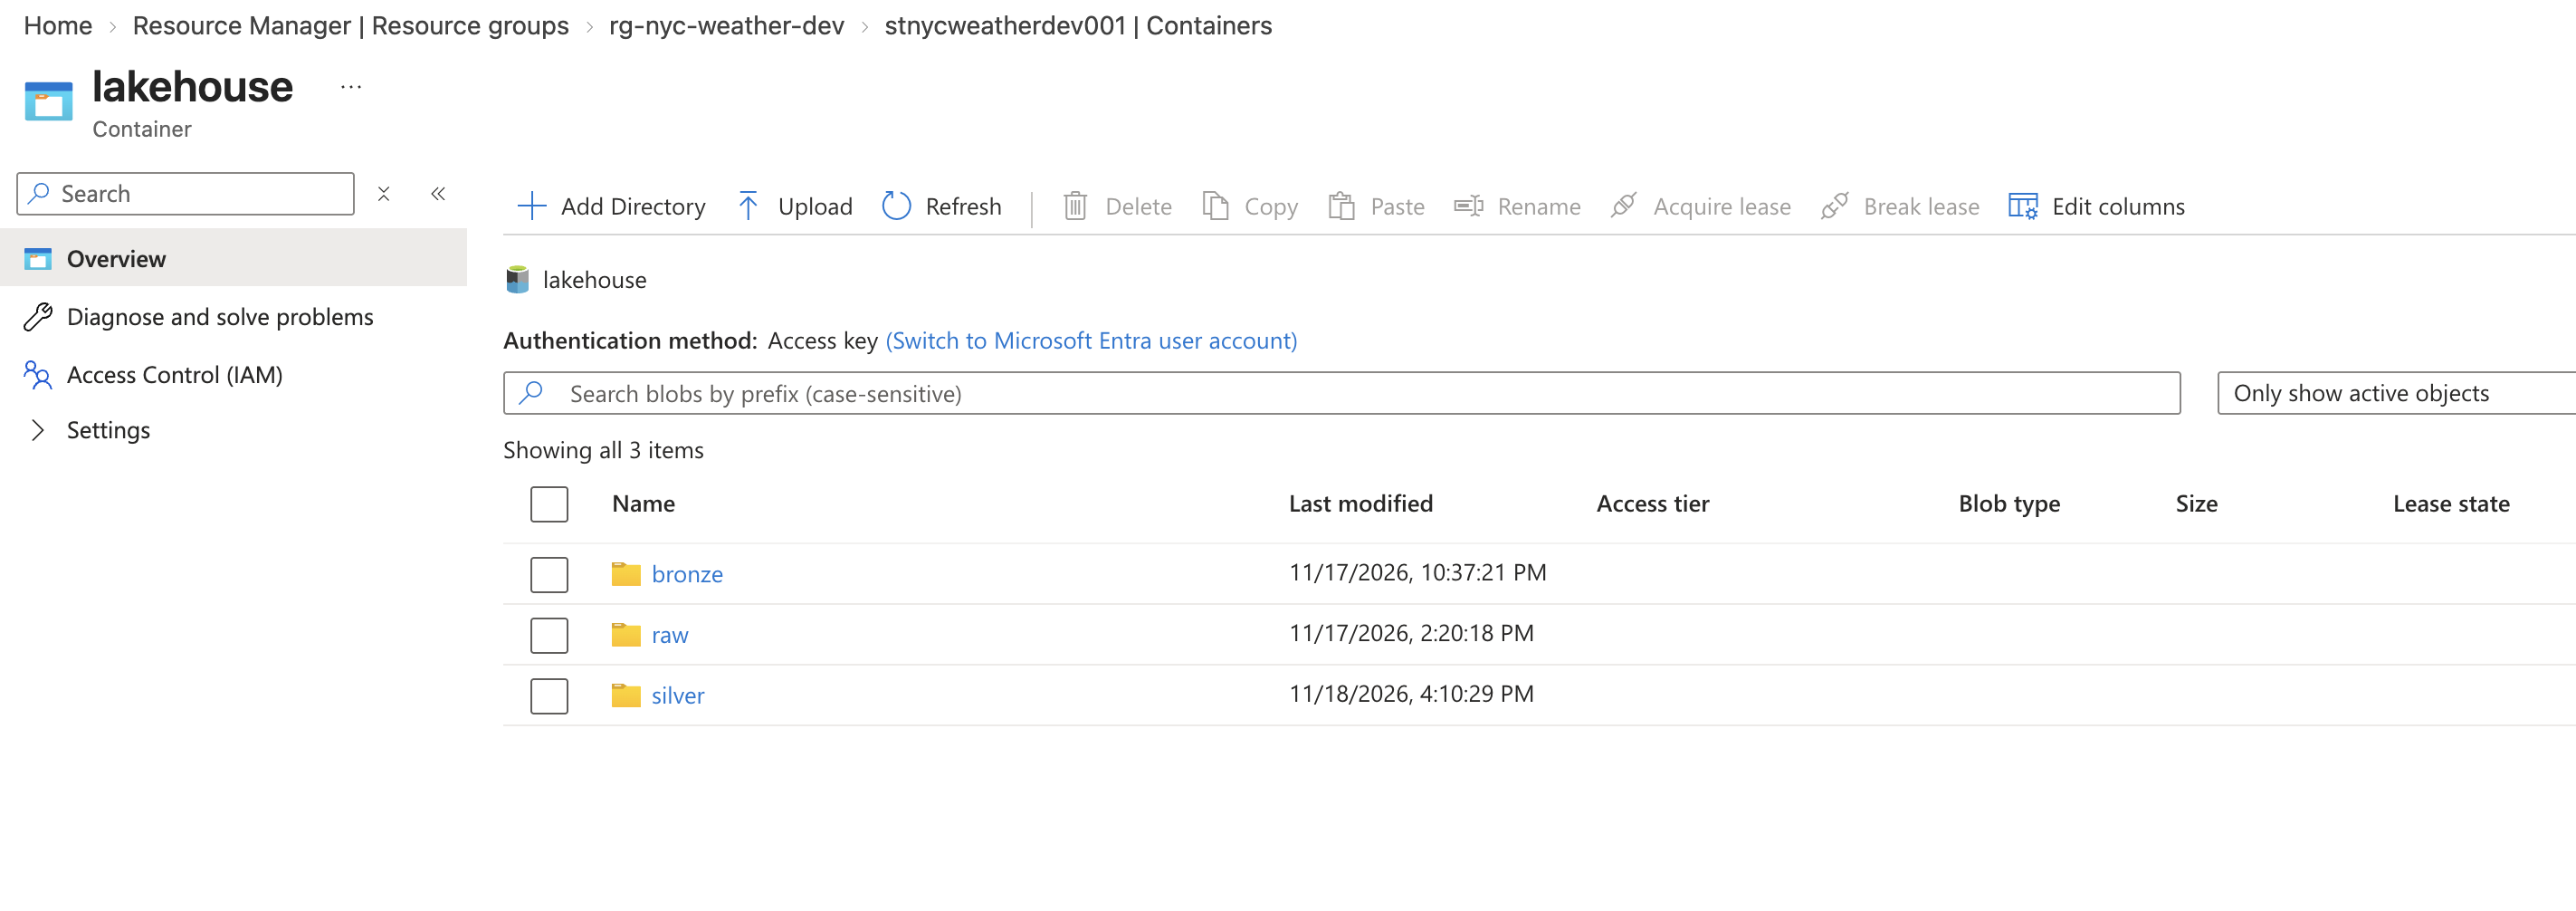 Home > Resource Manager | Resource groups > rg-nyc-weather-dev > stnycweatherdev001 | Containers
lakehouse ...
Container
Search
Overview
Diagnose and solve problems
Access Control (IAM)
Settings
Add Directory Upload Refresh Delete Copy Paste Rename Acquire lease Break lease Edit columns
lakehouse
Authentication method: Access key (Switch to Microsoft Entra user account)
Search blobs by prefix (case-sensitive) Only show active objects
Showing all 3 items
Name Last modified Access tier Blob type Size Lease state
bronze 11/17/2026, 10:37:21 PM
raw 11/17/2026, 2:20:18 PM
silver 11/18/2026, 4:10:29 PM